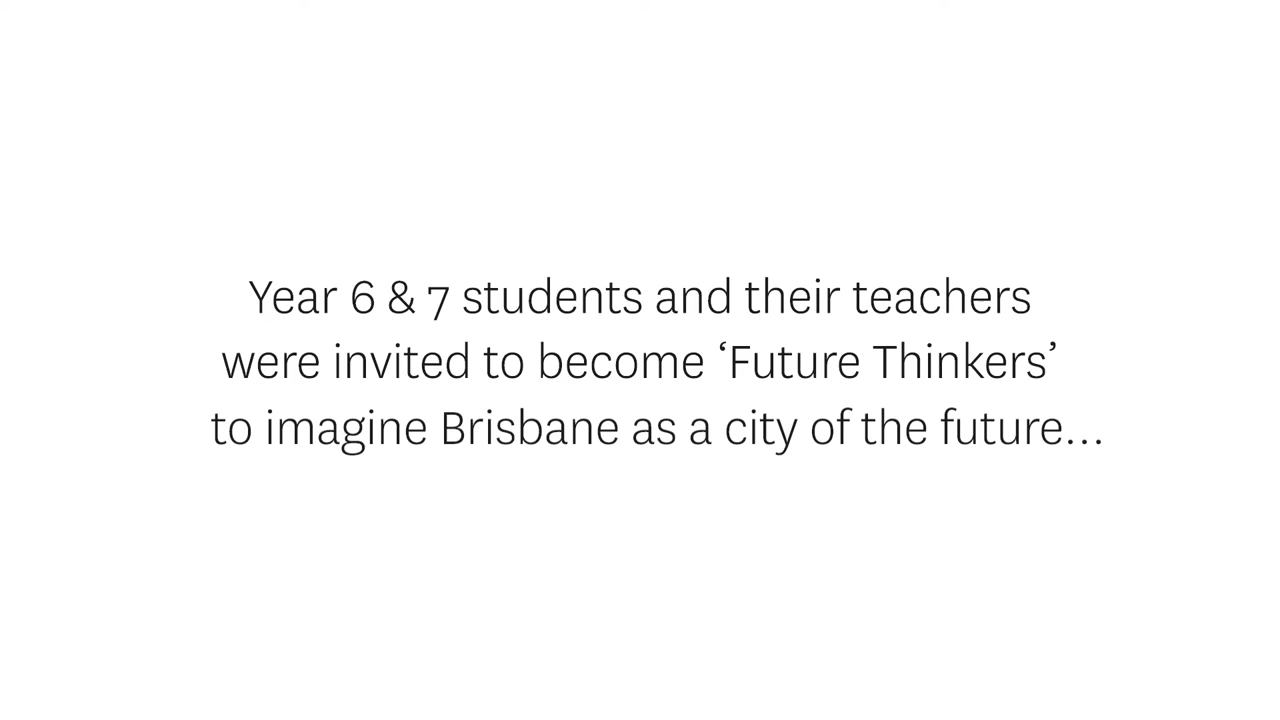 Year 6 & 7 students and their teachers
were invited to become ‘Future Thinkers’
to imagine Brisbane as a city of the future...